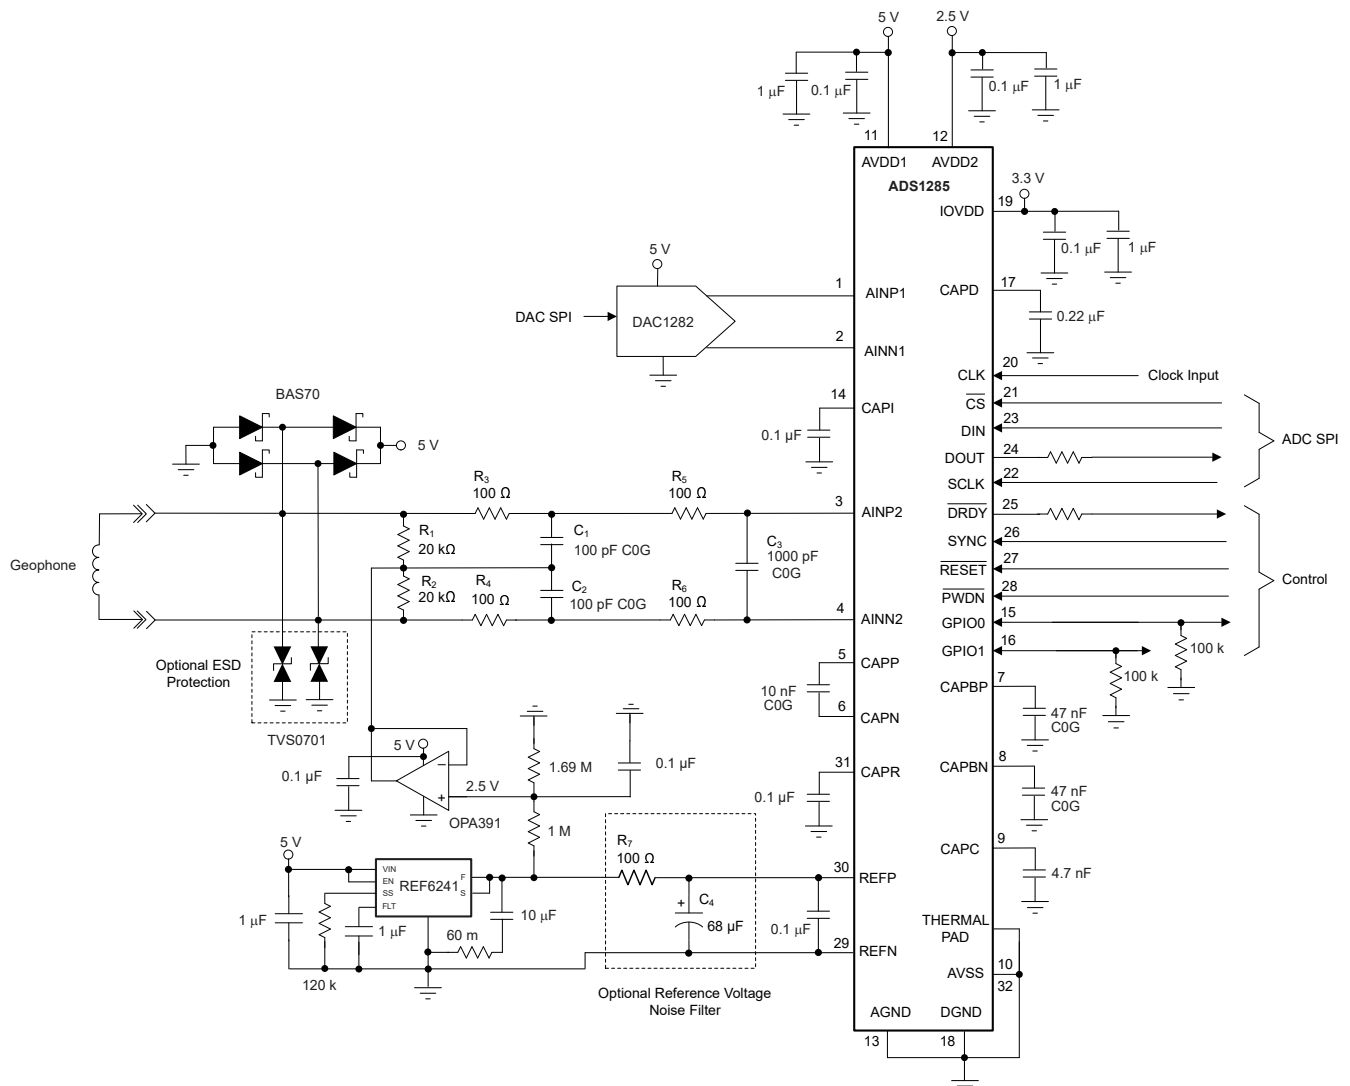 5 V
2.5 V
1 μF
0.1 μF
0.1 μF
1 μF
11
12
AVDD1
AVDD2
ADS1285
3.3 V
IOVDD
19
0.1 μF
1 μF
5 V
DAC SPI
DAC1282
1
AINP1
2
AINN1
CAPD
17
0.22 μF
CLK
20
Clock Input
CS
21
DIN
23
DOUT
24
SCLK
22
ADC SPI
DRDY
25
SYNC
26
RESET
27
PWDN
28
GPIO0
15
GPIO1
16
Control
100 k
100 k
BAS70
5 V
14
CAPI
0.1 μF
Geophone
R1
20 kΩ
R2
20 kΩ
R3
100 Ω
R4
100 Ω
C1
100 pF C0G
C2
100 pF C0G
R5
100 Ω
R6
100 Ω
C3
1000 pF
C0G
3
AINP2
4
AINN2
Optional ESD
Protection
TVS0701
5
CAPP
10 nF
C0G
6
CAPN
CAPBP
7
47 nF
C0G
CAPBN
8
47 nF
C0G
31
CAPR
0.1 μF
5 V
0.1 μF
2.5 V
OPA391
1.69 M
0.1 μF
1 M
CAPC
9
4.7 nF
5 V
VIN
EN
SS
FLT
REF6241
F
S
1 μF
1 μF
120 k
60 m
10 μF
R7
100 Ω
C4
+
68 μF
0.1 μF
30
REFP
29
REFN
Optional Reference Voltage
Noise Filter
THERMAL
PAD
AVSS
10
32
AGND
DGND
13
18